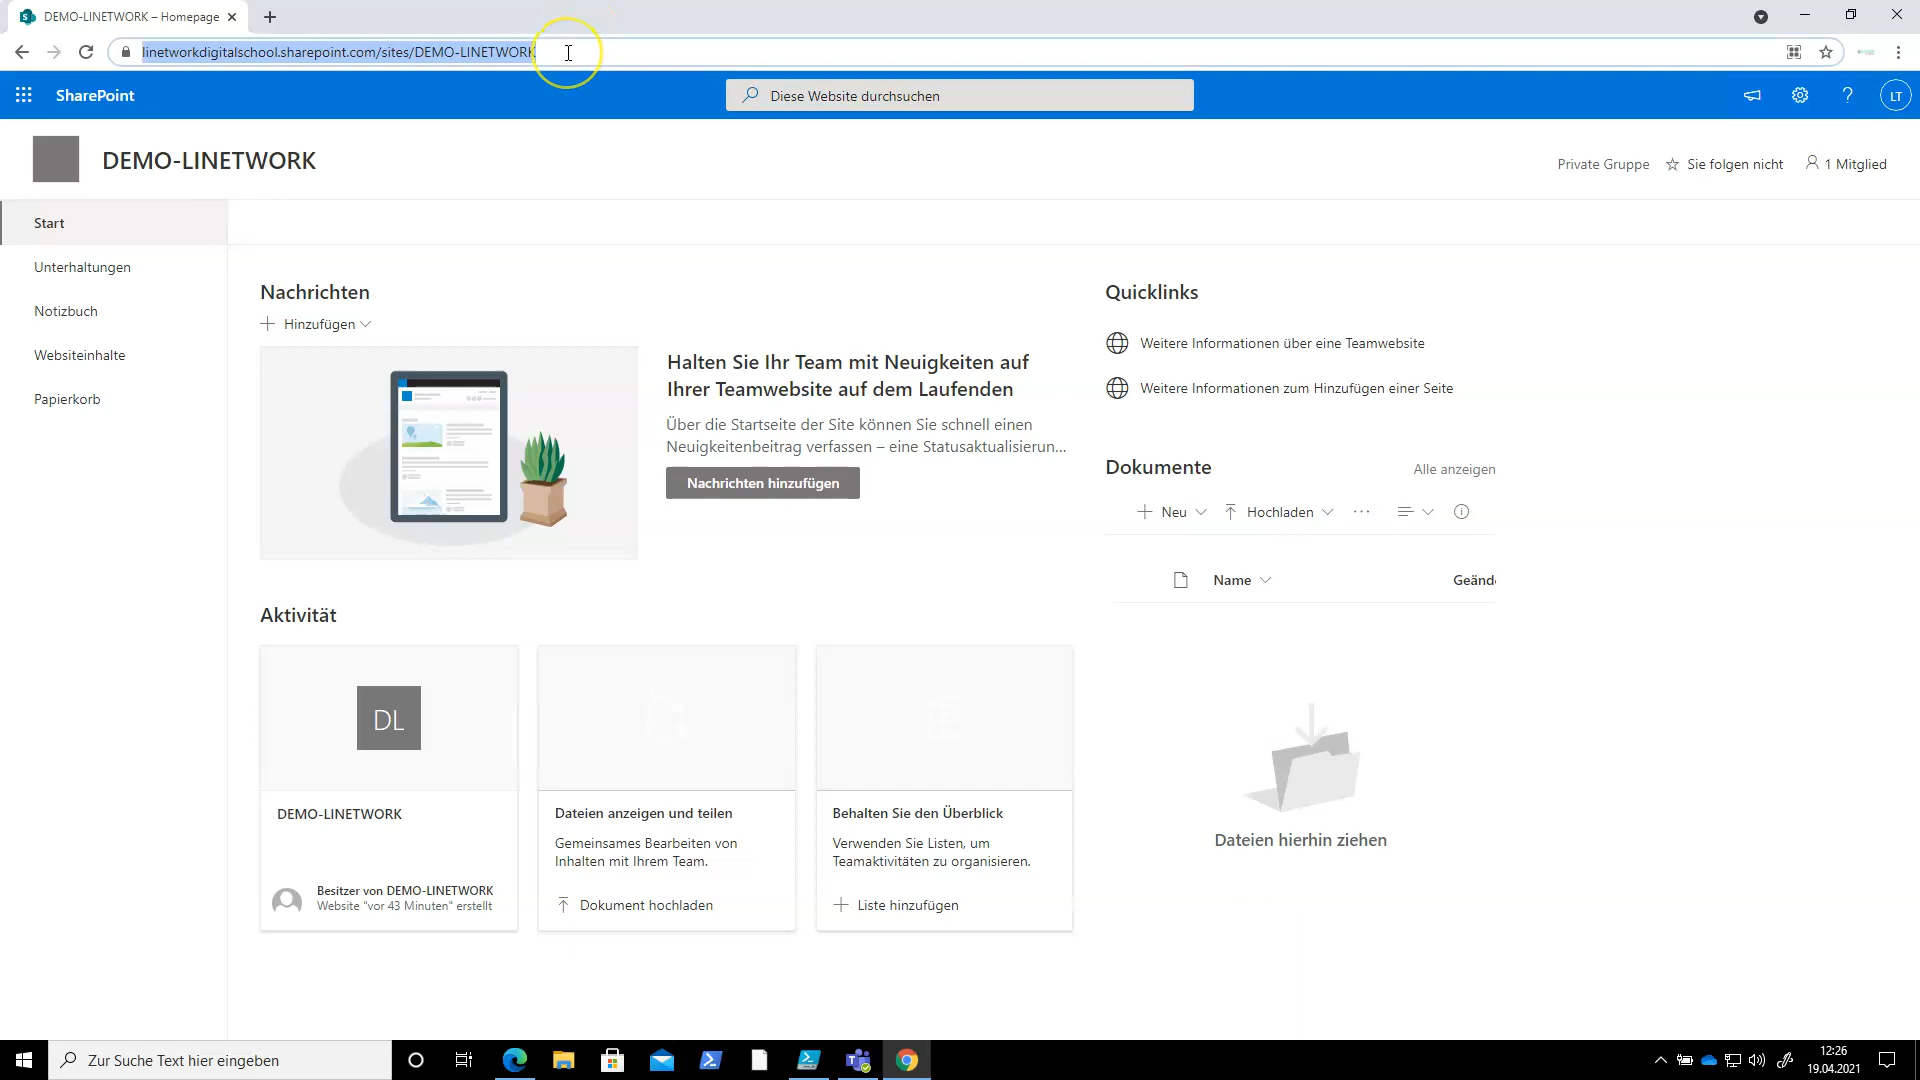 DEMO-LINETWORK – Homepage
linetworkdigitalschool.sharepoint.com/sites/DEMO-LINETWORK
SharePoint
Diese Website durchsuchen
LT
DEMO-LINETWORK
Private Gruppe
Sie folgen nicht
1 Mitglied
Start
Unterhaltungen
Notizbuch
Websiteinhalte
Papierkorb
Nachrichten
Hinzufügen
Halten Sie Ihr Team mit Neuigkeiten auf
Ihrer Teamwebsite auf dem Laufenden
Über die Startseite der Site können Sie schnell einen
Neuigkeitenbeitrag verfassen – eine Statusaktualisierun...
Nachrichten hinzufügen
Quicklinks
Weitere Informationen über eine Teamwebsite
Weitere Informationen zum Hinzufügen einer Seite
Dokumente
Alle anzeigen
Neu
Hochladen
Name
Geände
Dateien hierhin ziehen
Aktivität
DL
DEMO-LINETWORK
Besitzer von DEMO-LINETWORK
Website "vor 43 Minuten" erstellt
Dateien anzeigen und teilen
Gemeinsames Bearbeiten von
Inhalten mit Ihrem Team.
Dokument hochladen
Behalten Sie den Überblick
Verwenden Sie Listen, um
Teamaktivitäten zu organisieren.
Liste hinzufügen
Zur Suche Text hier eingeben
12:26
19.04.2021